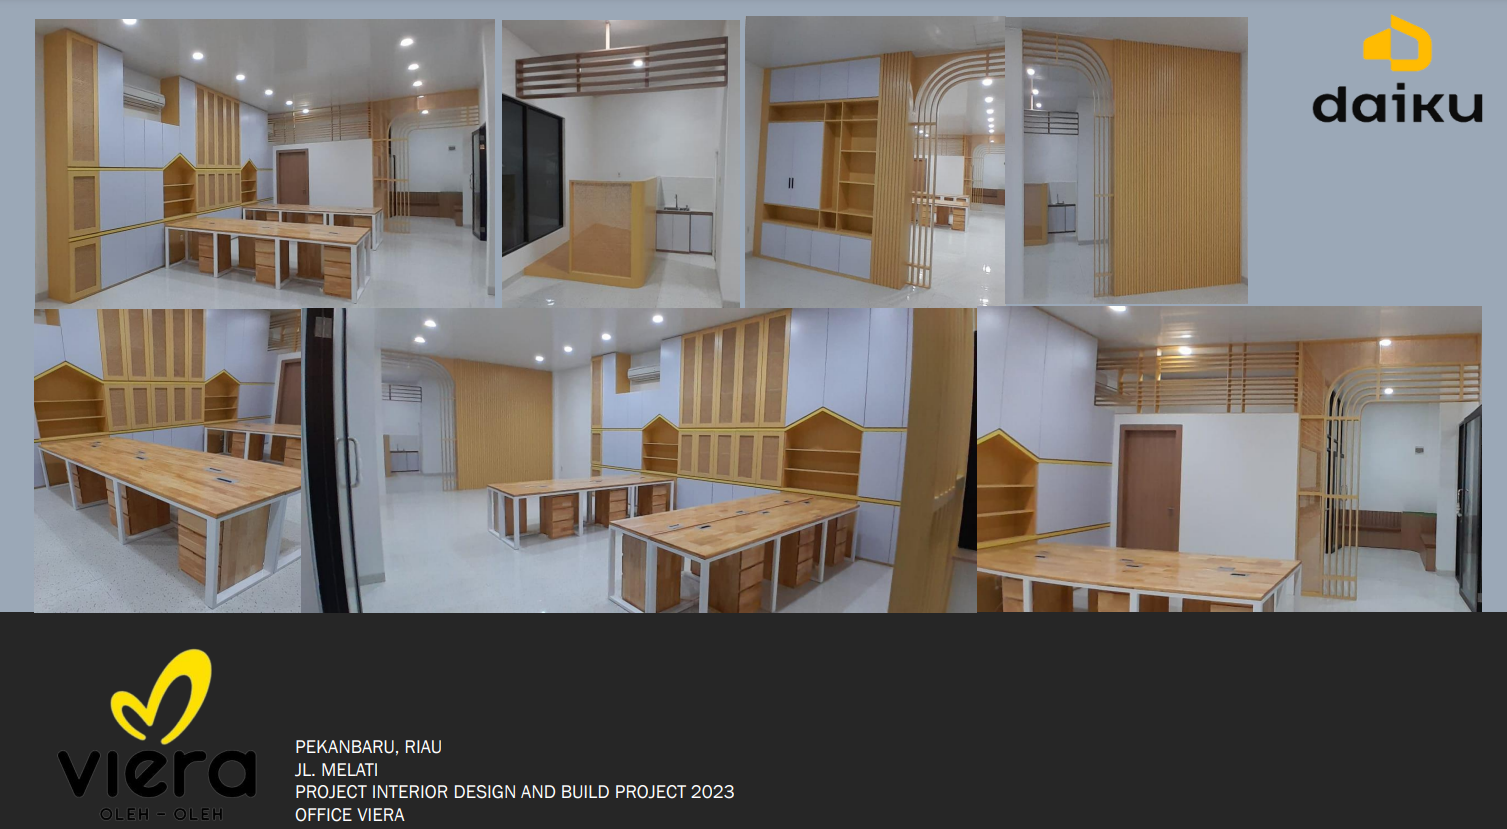 daiku
viera
OLEH - OLEH
PEKANBARU, RIAU
JL. MELATI
PROJECT INTERIOR DESIGN AND BUILD PROJECT 2023
OFFICE VIERA